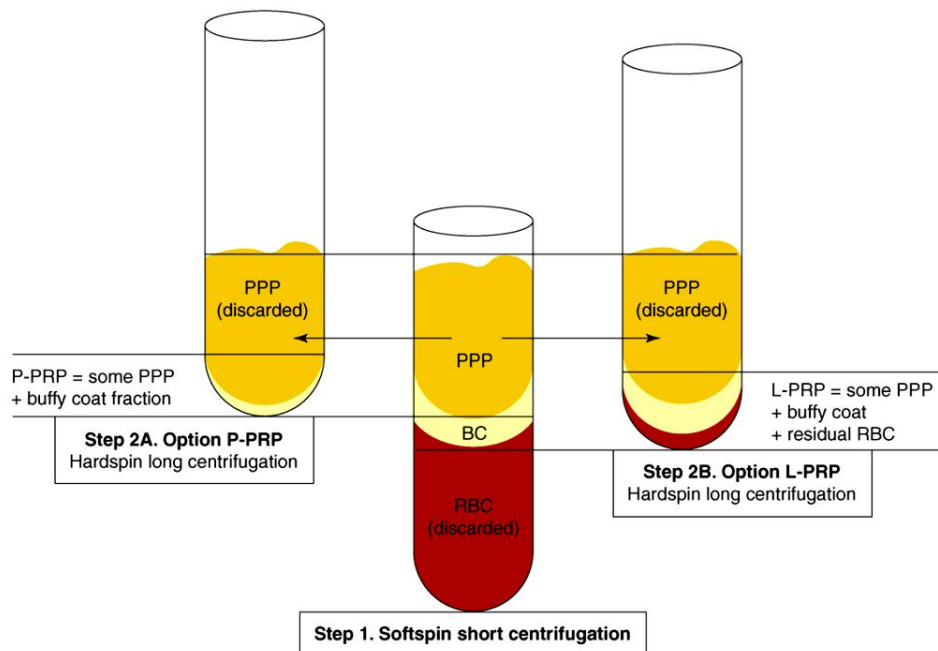 PPP
(discarded)
P-PRP = some PPP
+ buffy coat fraction
Step 2A. Option P-PRP
Hardspin long centrifugation
PPP
BC
RBC
(discarded)
Step 1. Softspin short centrifugation
PPP
(discarded)
L-PRP = some PPP
+ buffy coat
+ residual RBC
Step 2B. Option L-PRP
Hardspin long centrifugation